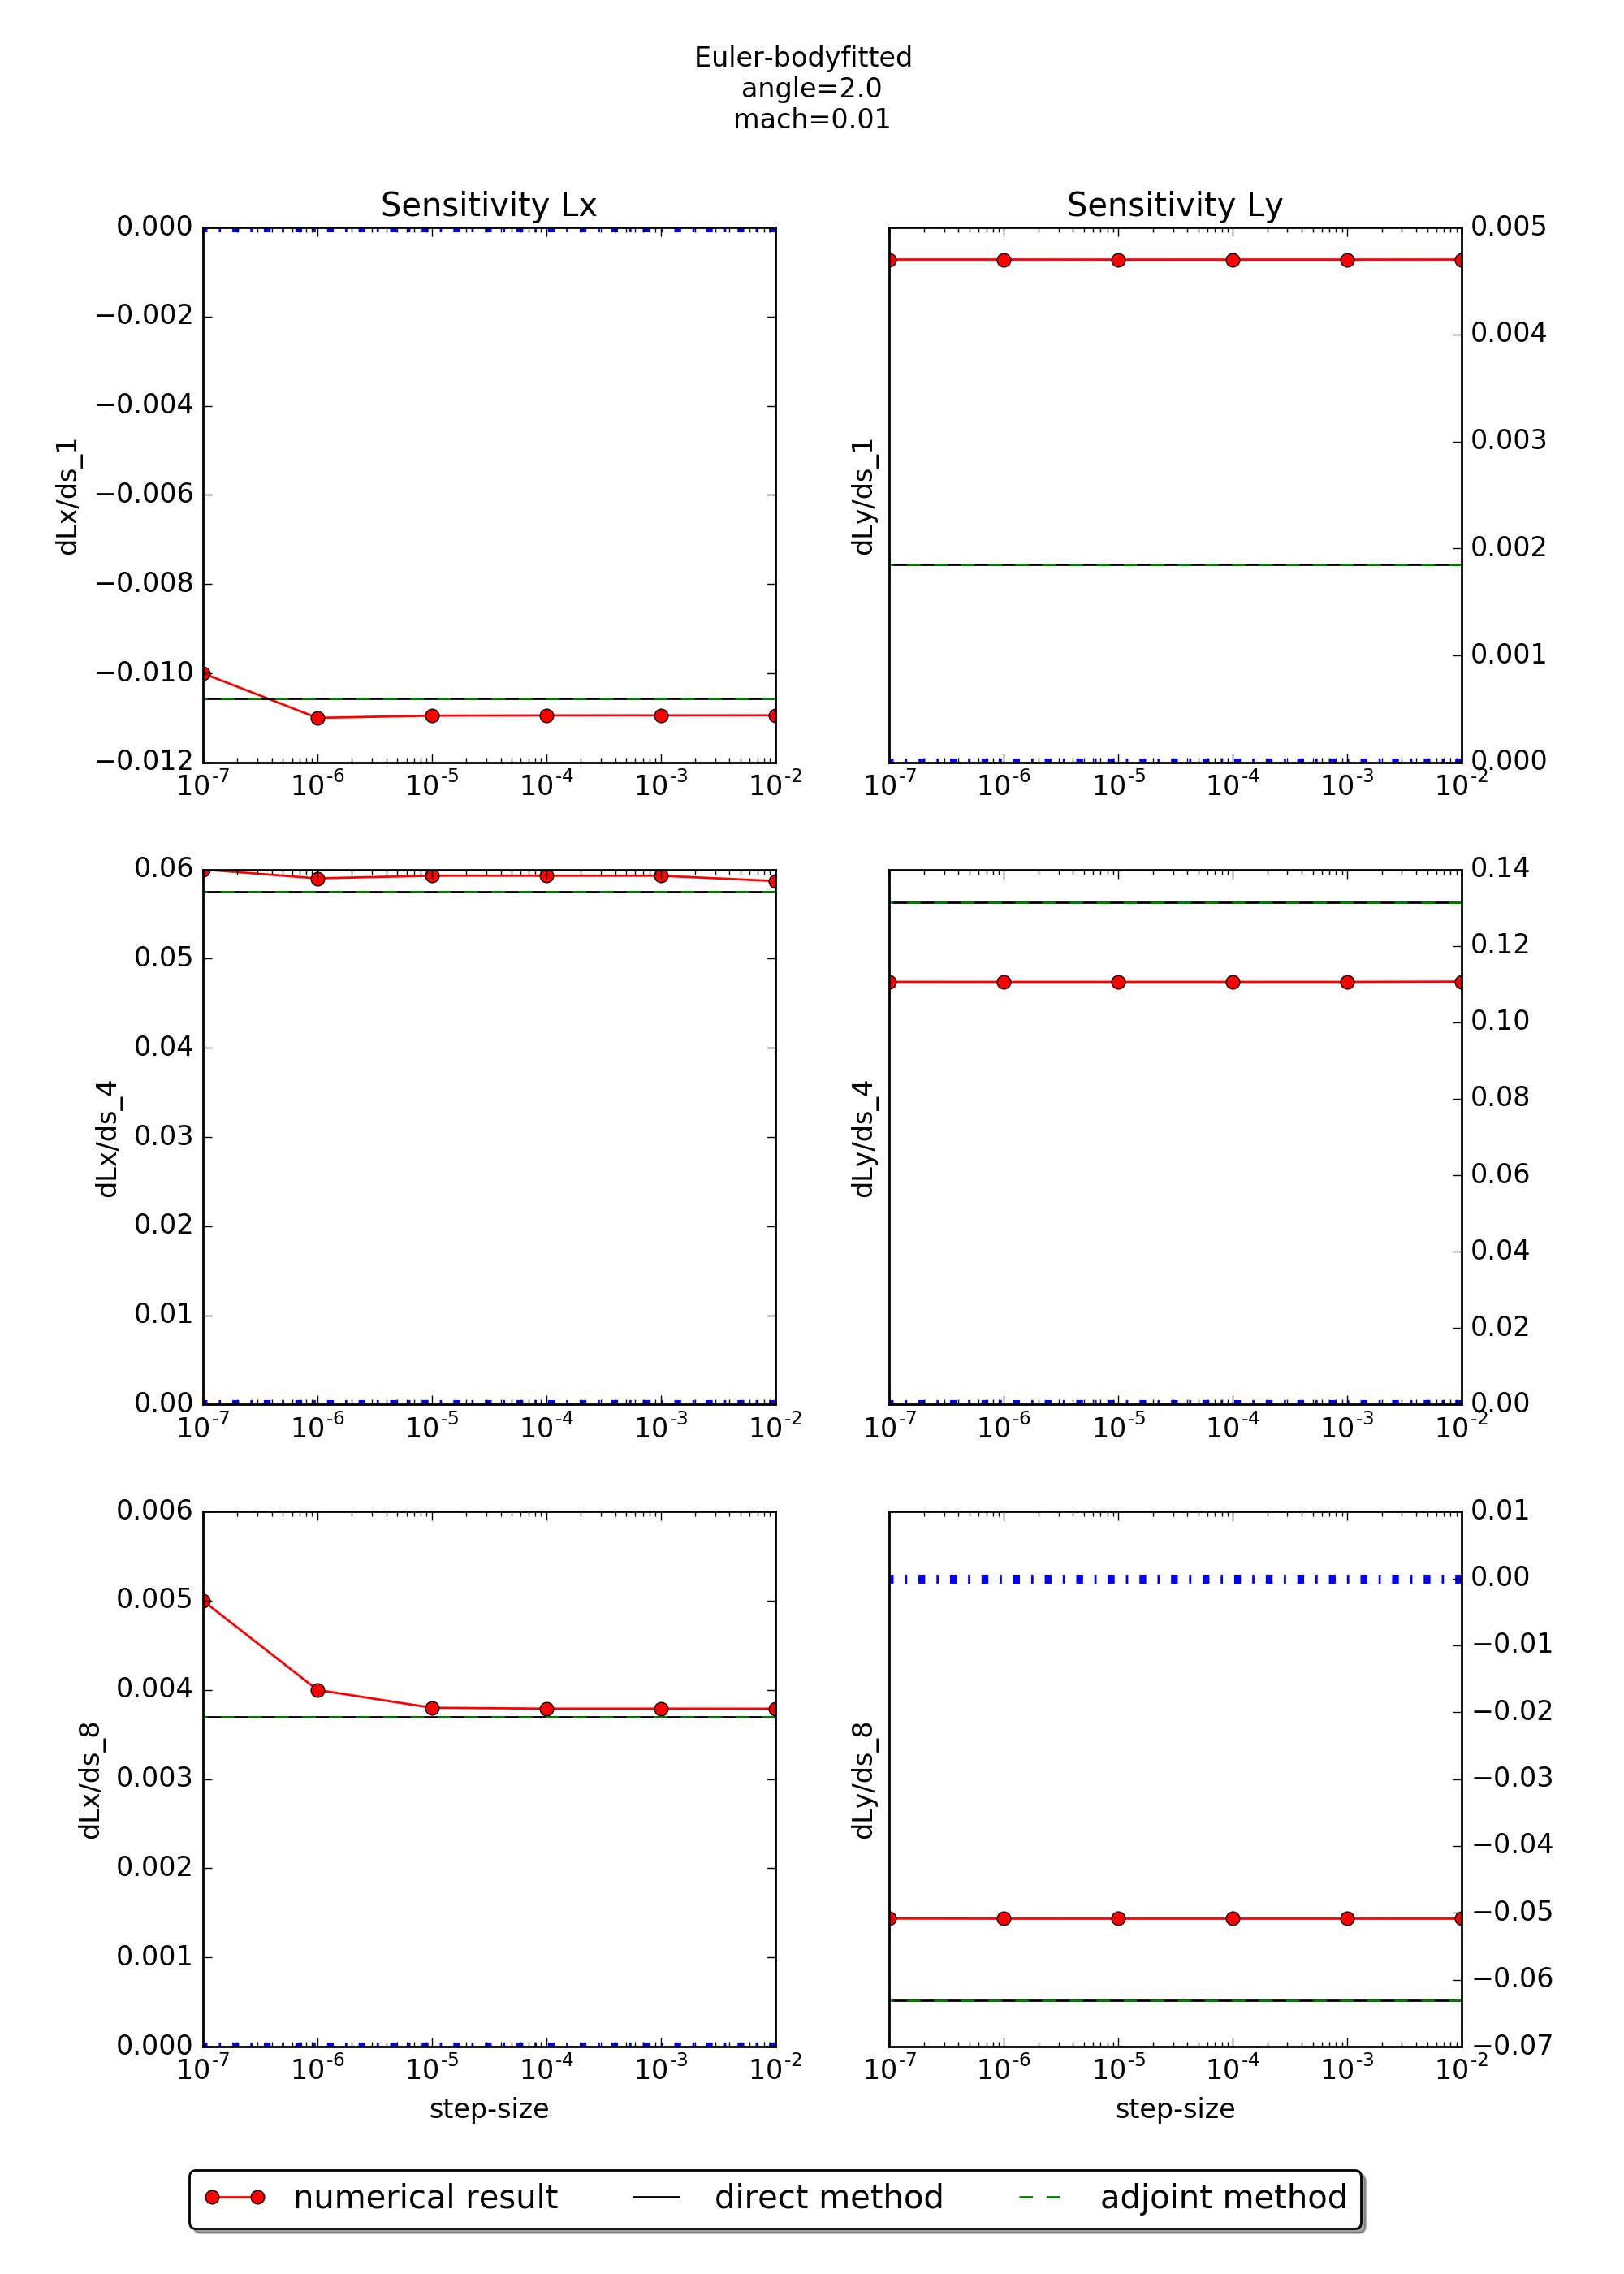 Euler-bodyfitted
angle=2.0
mach=0.01
Sensitivity Lx
Sensitivity Ly
dLx/ds_1
0.000
−0.002
−0.004
−0.006
−0.008
−0.010
−0.012
10-7 10-6 10-5 10-4 10-3 10-2
dLy/ds_1
0.005
0.004
0.003
0.002
0.001
0.000
10-7 10-6 10-5 10-4 10-3 10-2
dLx/ds_4
0.06
0.05
0.04
0.03
0.02
0.01
0.00
10-7 10-6 10-5 10-4 10-3 10-2
dLy/ds_4
0.14
0.12
0.10
0.08
0.06
0.04
0.02
0.00
10-7 10-6 10-5 10-4 10-3 10-2
dLx/ds_8
0.006
0.005
0.004
0.003
0.002
0.001
0.000
10-7 10-6 10-5 10-4 10-3 10-2
step-size
dLy/ds_8
0.01
0.00
−0.01
−0.02
−0.03
−0.04
−0.05
−0.06
−0.07
10-7 10-6 10-5 10-4 10-3 10-2
step-size
numerical result direct method adjoint method